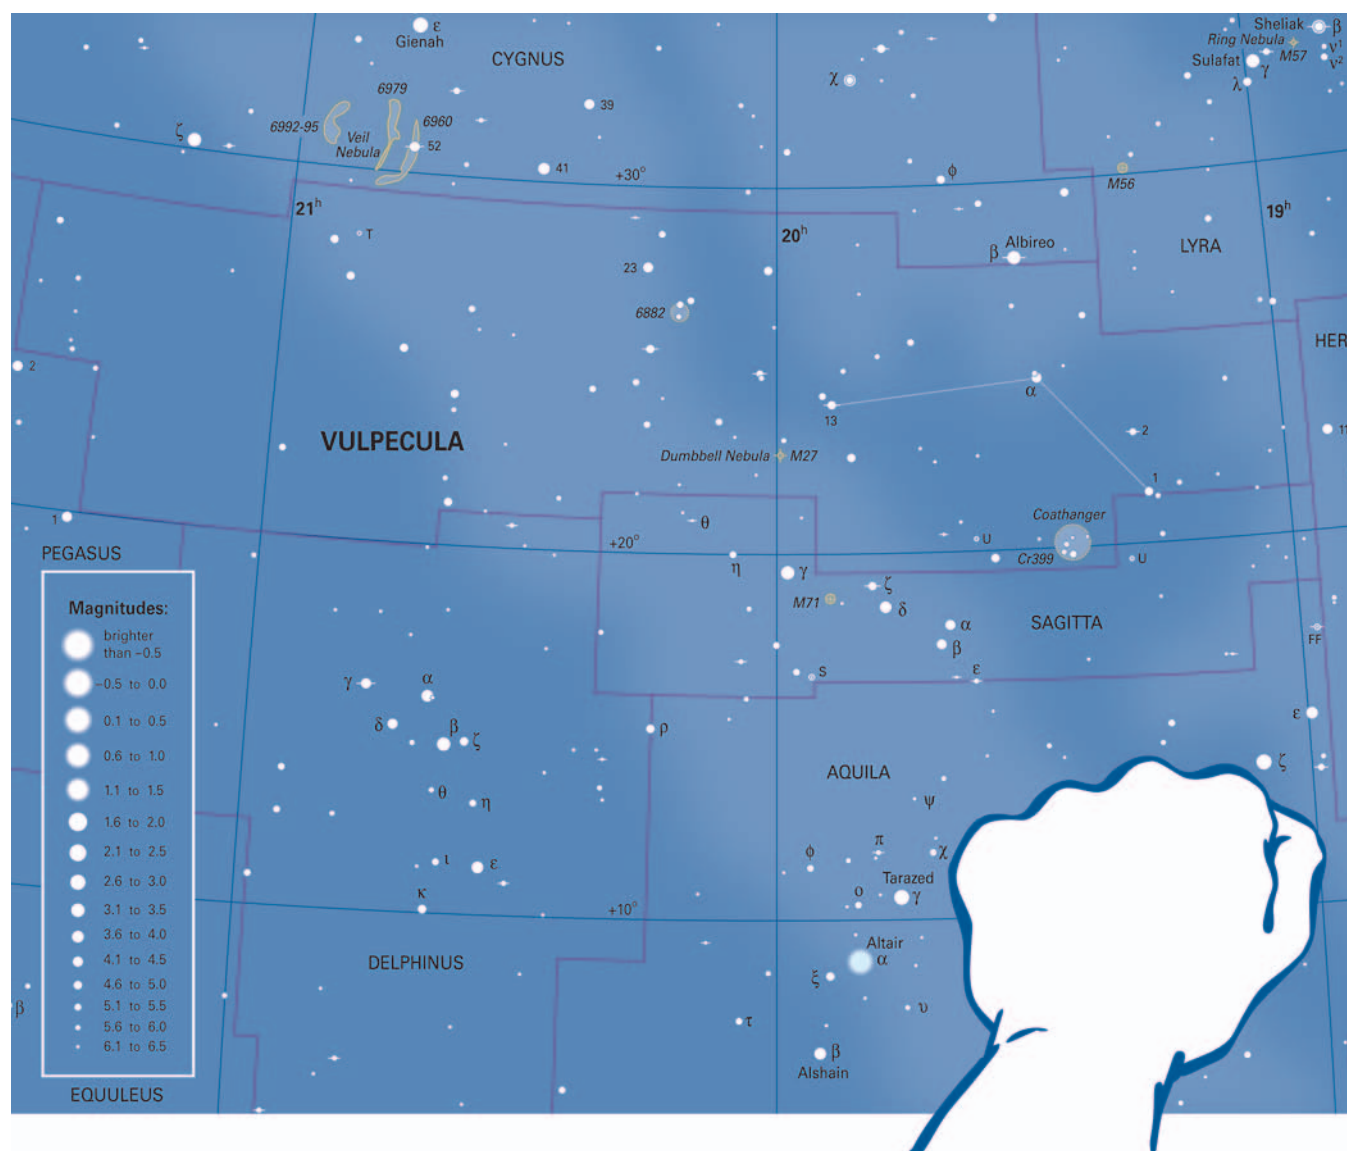 ε
Gienah
CYGNUS
χ
Sheliak
β
Ring Nebula
M57
ν1
ν2
Sulafat
γ
λ
6979
39
6992-95
Veil
Nebula
6960
52
ζ
41
+30°
φ
M56
21h
20h
19h
T
β
Albireo
LYRA
23
6882
HER
2
α
13
2
11
VULPECULA
Dumbbell Nebula
M27
1
1
θ
Coathanger
U
Cr399
U
+20°
PEGASUS
η
γ
ζ
M71
δ
α
SAGITTA
β
FF
S
ε
Magnitudes:
brighter
than –0.5
–0.5 to 0.0
0.1 to 0.5
0.6 to 1.0
1.1 to 1.5
1.6 to 2.0
2.1 to 2.5
2.6 to 3.0
3.1 to 3.5
3.6 to 4.0
4.1 to 4.5
4.6 to 5.0
5.1 to 5.5
5.6 to 6.0
6.1 to 6.5
γ
α
δ
β
ζ
ρ
ε
ζ
AQUILA
θ
η
ψ
ι
ε
φ
π
χ
κ
Tarazed
ο
γ
+10°
DELPHINUS
Altair
α
ξ
β
υ
τ
β
Alshain
EQUULEUS